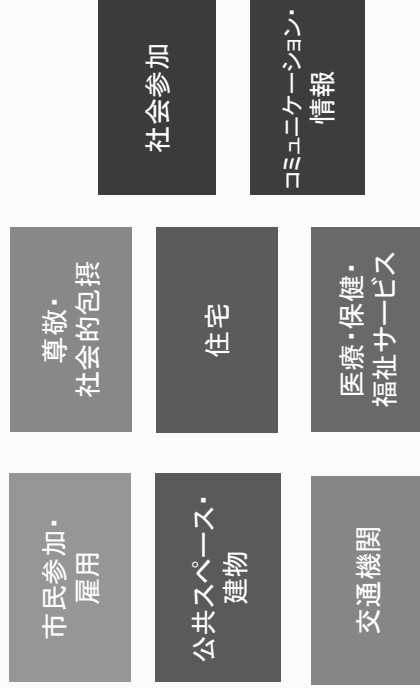 市民参加・
雇用
尊敬・
社会的包摂
公共スペース・
建物
住宅
社会参加
交通機関
医療・保健・
福祉サービス
コミュニケーション・
情報